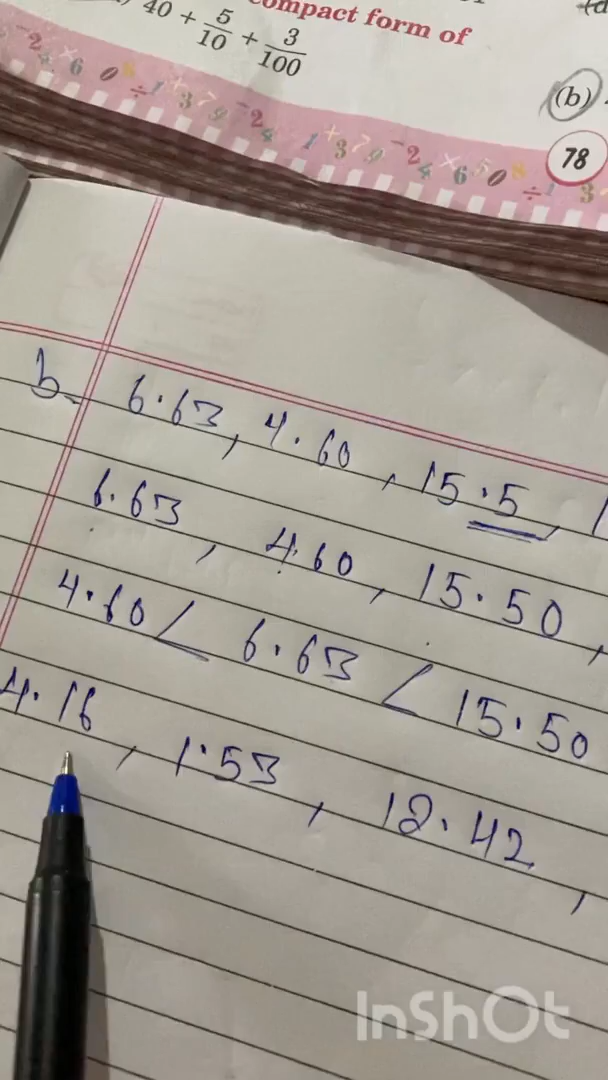 compact form of
40 + 5/10 + 3/100
(b)
78
b. 6.63, 4.60, 15.5,
6.63, 4.60, 15.50,
4.60 < 6.63 < 15.50
4.16, 1.53, 12.42,
InShOt